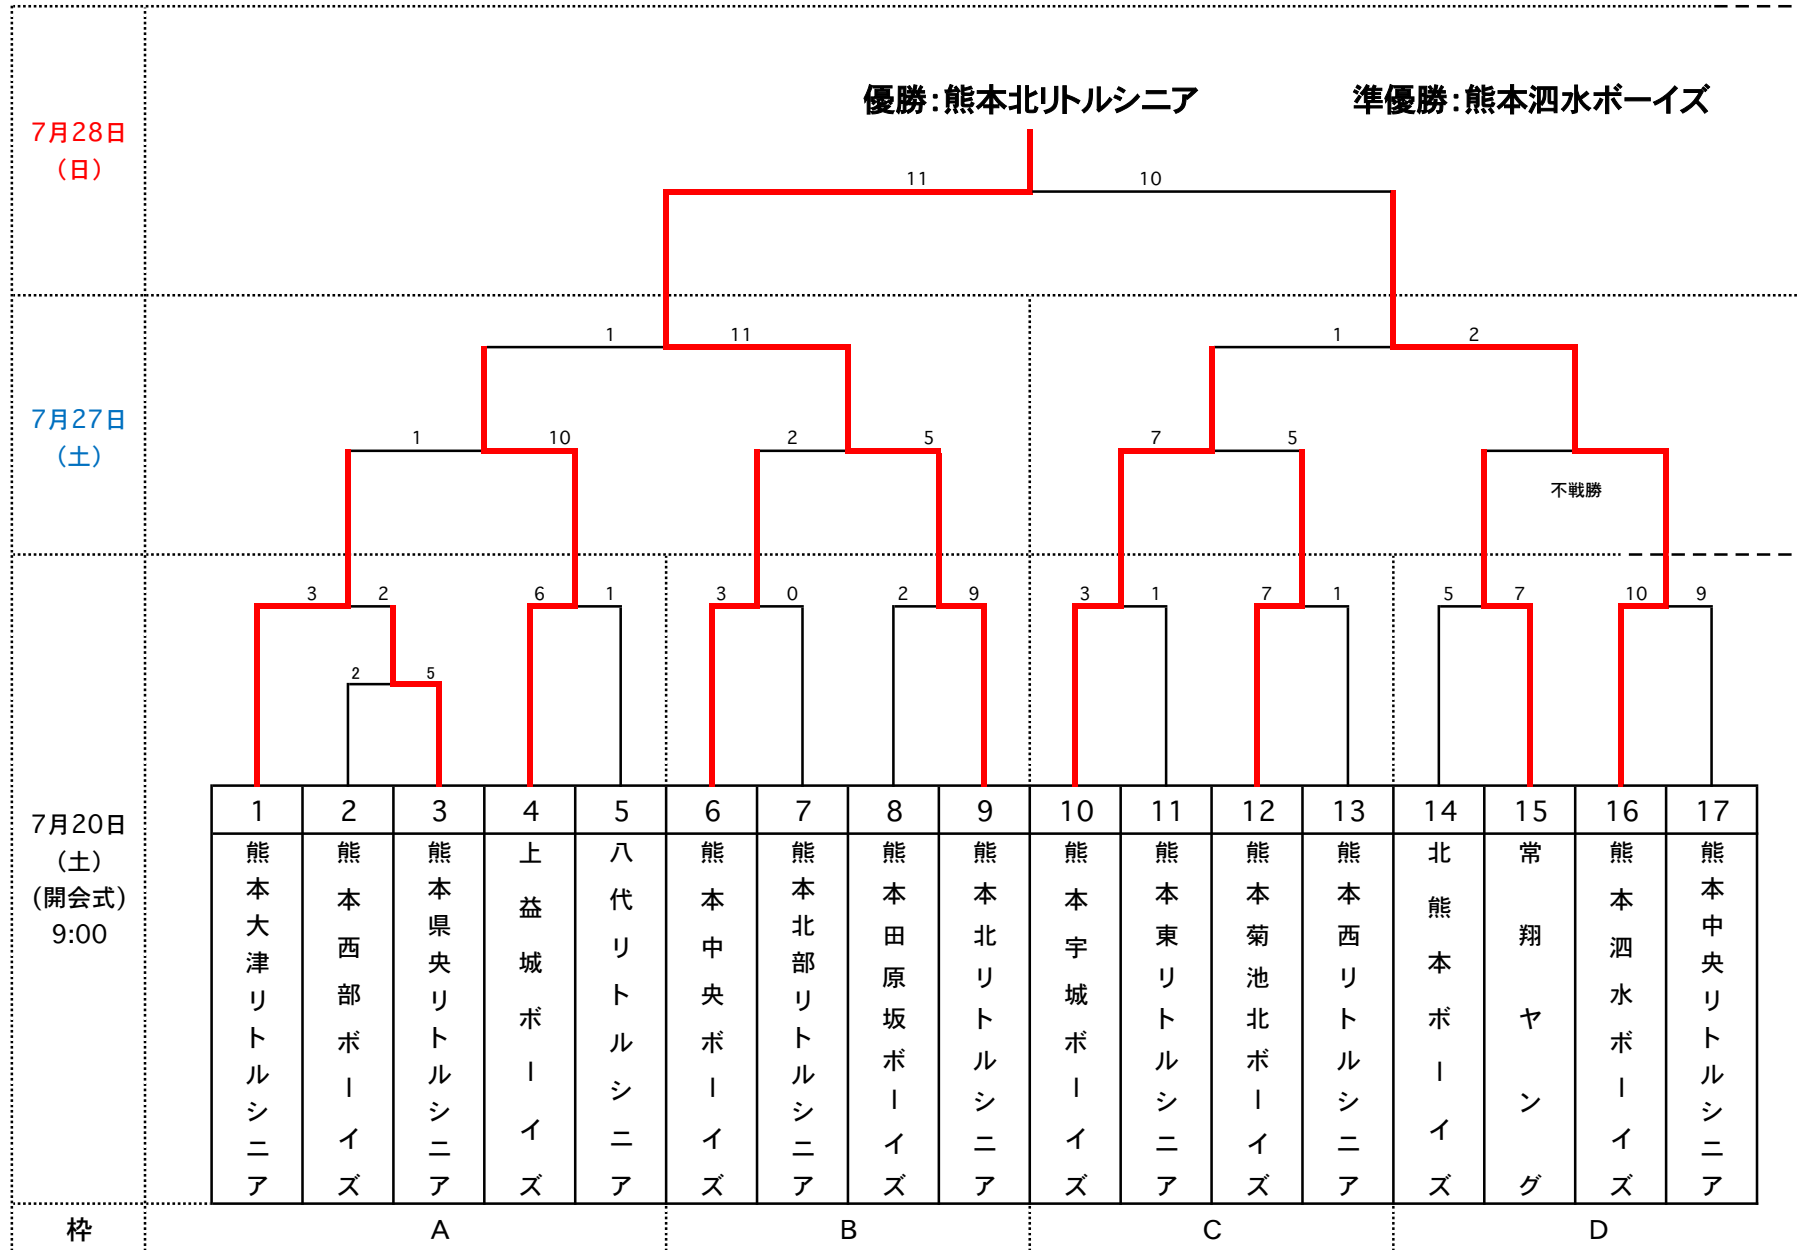 優勝:熊本北リトルシニア
準優勝:熊本泗水ボーイズ
7月28日
(日)
11
10
7月27日
(土)
1
11
1
2
1
10
2
5
7
5
不戦勝
3
2
6
1
3
0
2
9
3
1
7
1
5
7
10
9
2
5
7月20日
(土)
(開会式)
9:00
1
2
3
4
5
6
7
8
9
10
11
12
13
14
15
16
17
熊本大津リトルシニア
熊本西部ボーイズ
熊本県央リトルシニア
上益城ボーイズ
八代リトルシニア
熊本中央ボーイズ
熊本北部リトルシニア
熊本田原坂ボーイズ
熊本北リトルシニア
熊本宇城ボーイズ
熊本東リトルシニア
熊本菊池北ボーイズ
熊本西リトルシニア
北熊本ボーイズ
常翔ヤング
熊本泗水ボーイズ
熊本中央リトルシニア
枠
A
B
C
D